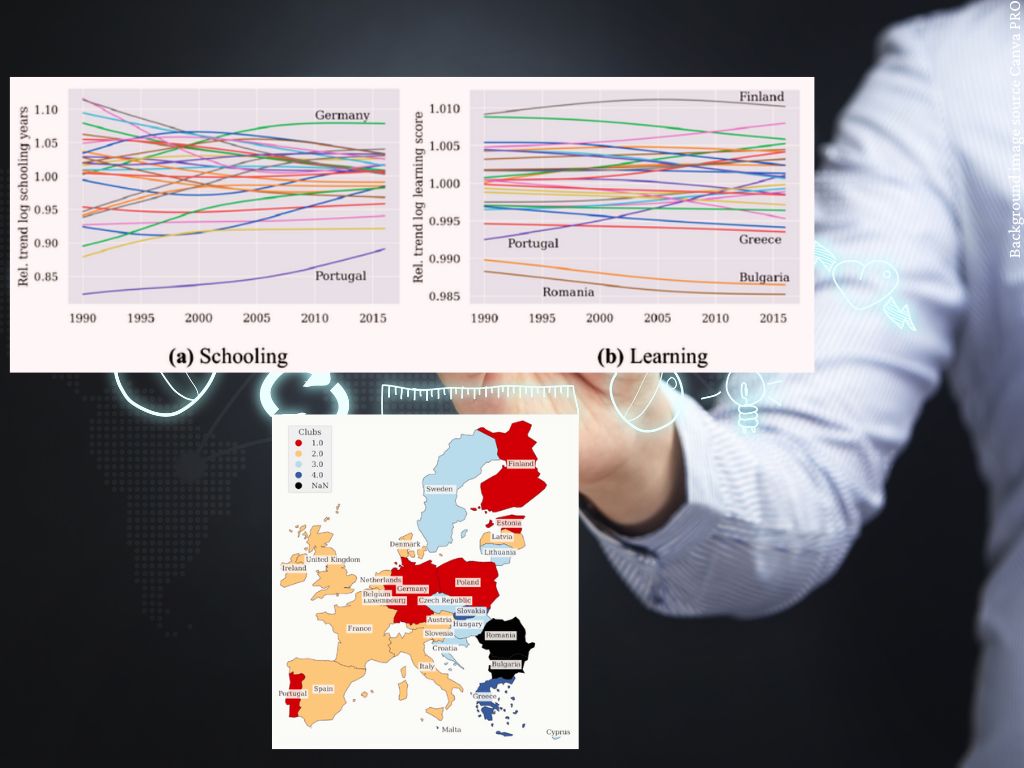 Background image source Canva PRO
Rel. trend log schooling years
1.10
1.05
1.00
0.95
0.90
0.85
Germany
Portugal
1990 1995 2000 2005 2010 2015
(a) Schooling
Rel. trend log learning score
1.010
1.005
1.000
0.995
0.990
0.985
Finland
Portugal
Greece
Bulgaria
Romania
1990 1995 2000 2005 2010 2015
(b) Learning
Clubs
1.0
2.0
3.0
4.0
NaN
Finland
Sweden
Estonia
Latvia
Lithuania
Denmark
United Kingdom
Ireland
Netherlands
Poland
Germany
Belgium
Luxembourg
Czech Republic
Slovakia
Austria
Hungary
France
Slovenia
Romania
Croatia
Italy
Bulgaria
Spain
Portugal
Greece
Malta
Cyprus